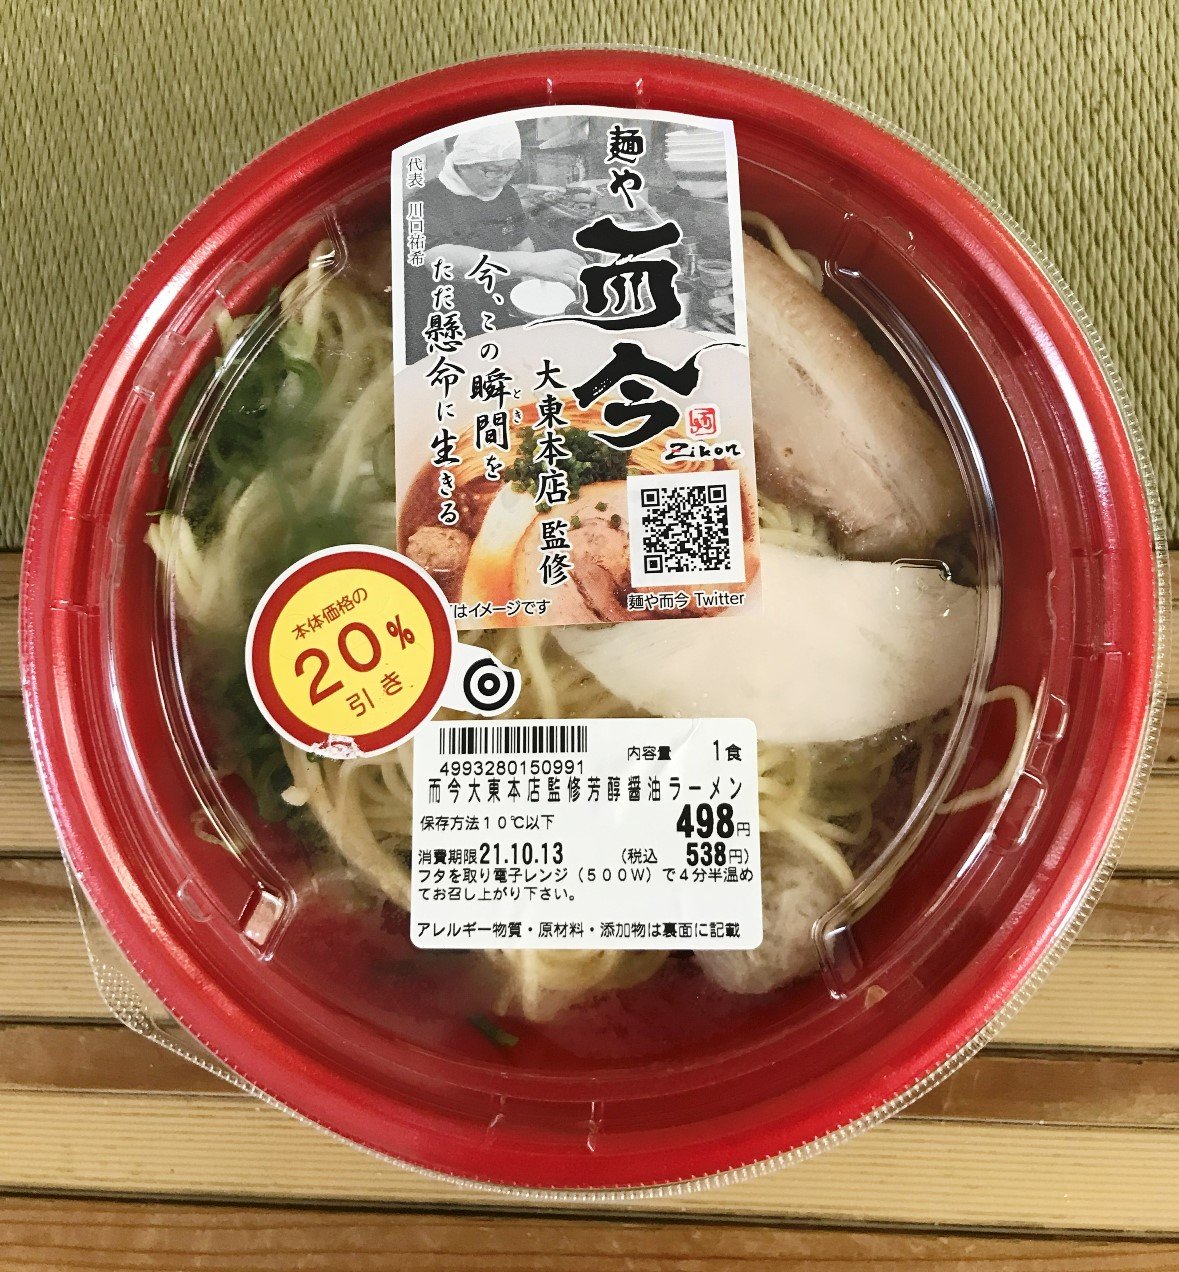 麺や
而今
Zikon
大東本店 監修
今、この瞬間を
とき
ただ懸命に生きる
代表 川口祐希
はイメージです
麺や而今 Twitter
本体価格の
20%
引き
4993280150991
内容量 1食
而今大東本店監修芳醇醤油ラーメン
保存方法10℃以下
498円
消費期限21.10.13
(税込 538円)
フタを取り電子レンジ(500W)で4分半温め
てお召し上がり下さい。
アレルギー物質・原材料・添加物は裏面に記載